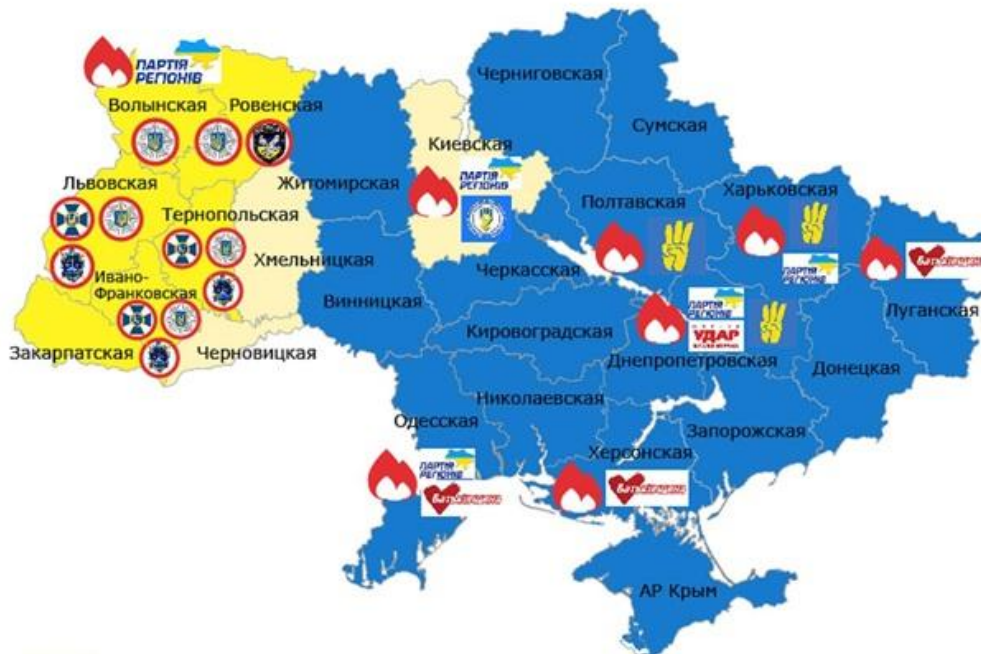 ПАРТІЯ
РЕГІОНІВ
Волынская
Ровенская
Черниговская
Сумская
Киевская
Житомирская
ПАРТІЯ
РЕГІОНІВ
Львовская
Тернопольская
Хмельницкая
Полтавская
Харьковская
ПАРТІЯ
РЕГІОНІВ
Батьківщина
Луганская
Ивано-
Франковская
Винницкая
Черкасская
Кировоградская
ПАРТІЯ
РЕГІОНІВ
УДАР
Днепропетровская
Донецкая
Закарпатская
Черновицкая
Одесская
Николаевская
Запорожская
Херсонская
ПАРТІЯ
РЕГІОНІВ
Батьківщина
Батьківщина
АР Крым